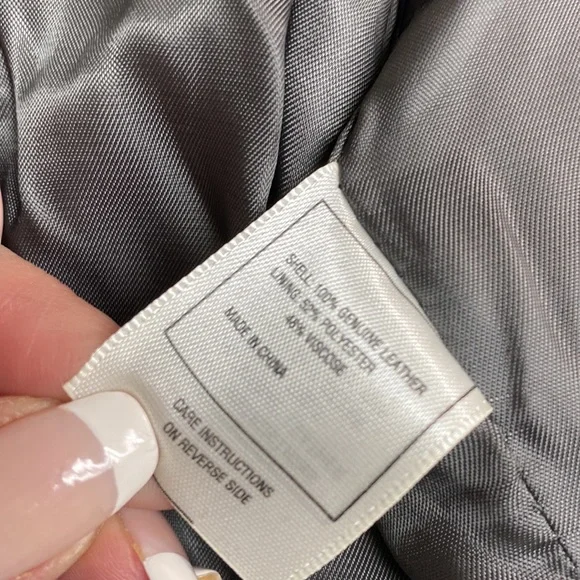 SHELL: 100% GENUINE LEATHER
LINING: 52% POLYESTER
48% VISCOSE
MADE IN CHINA
CARE INSTRUCTIONS
ON REVERSE SIDE